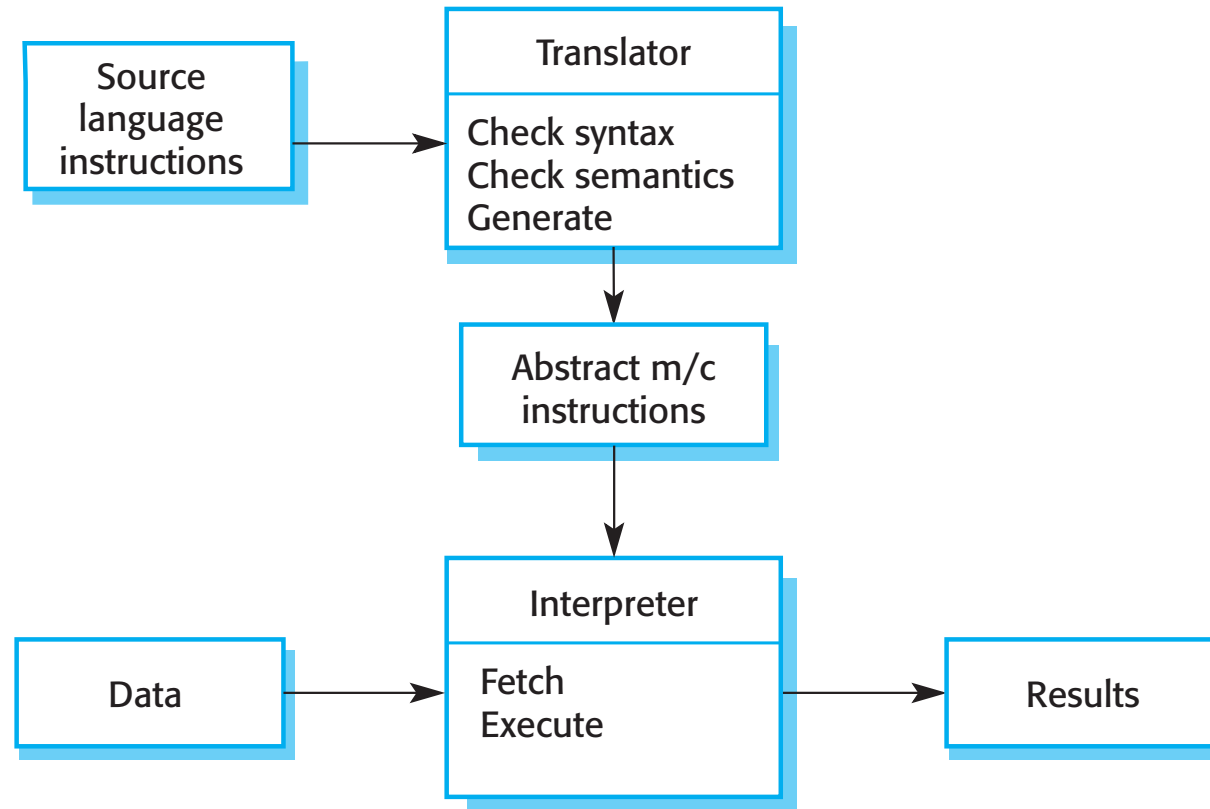 Source
language
instructions
Translator
Check syntax
Check semantics
Generate
Abstract m/c
instructions
Data
Interpreter
Fetch
Execute
Results